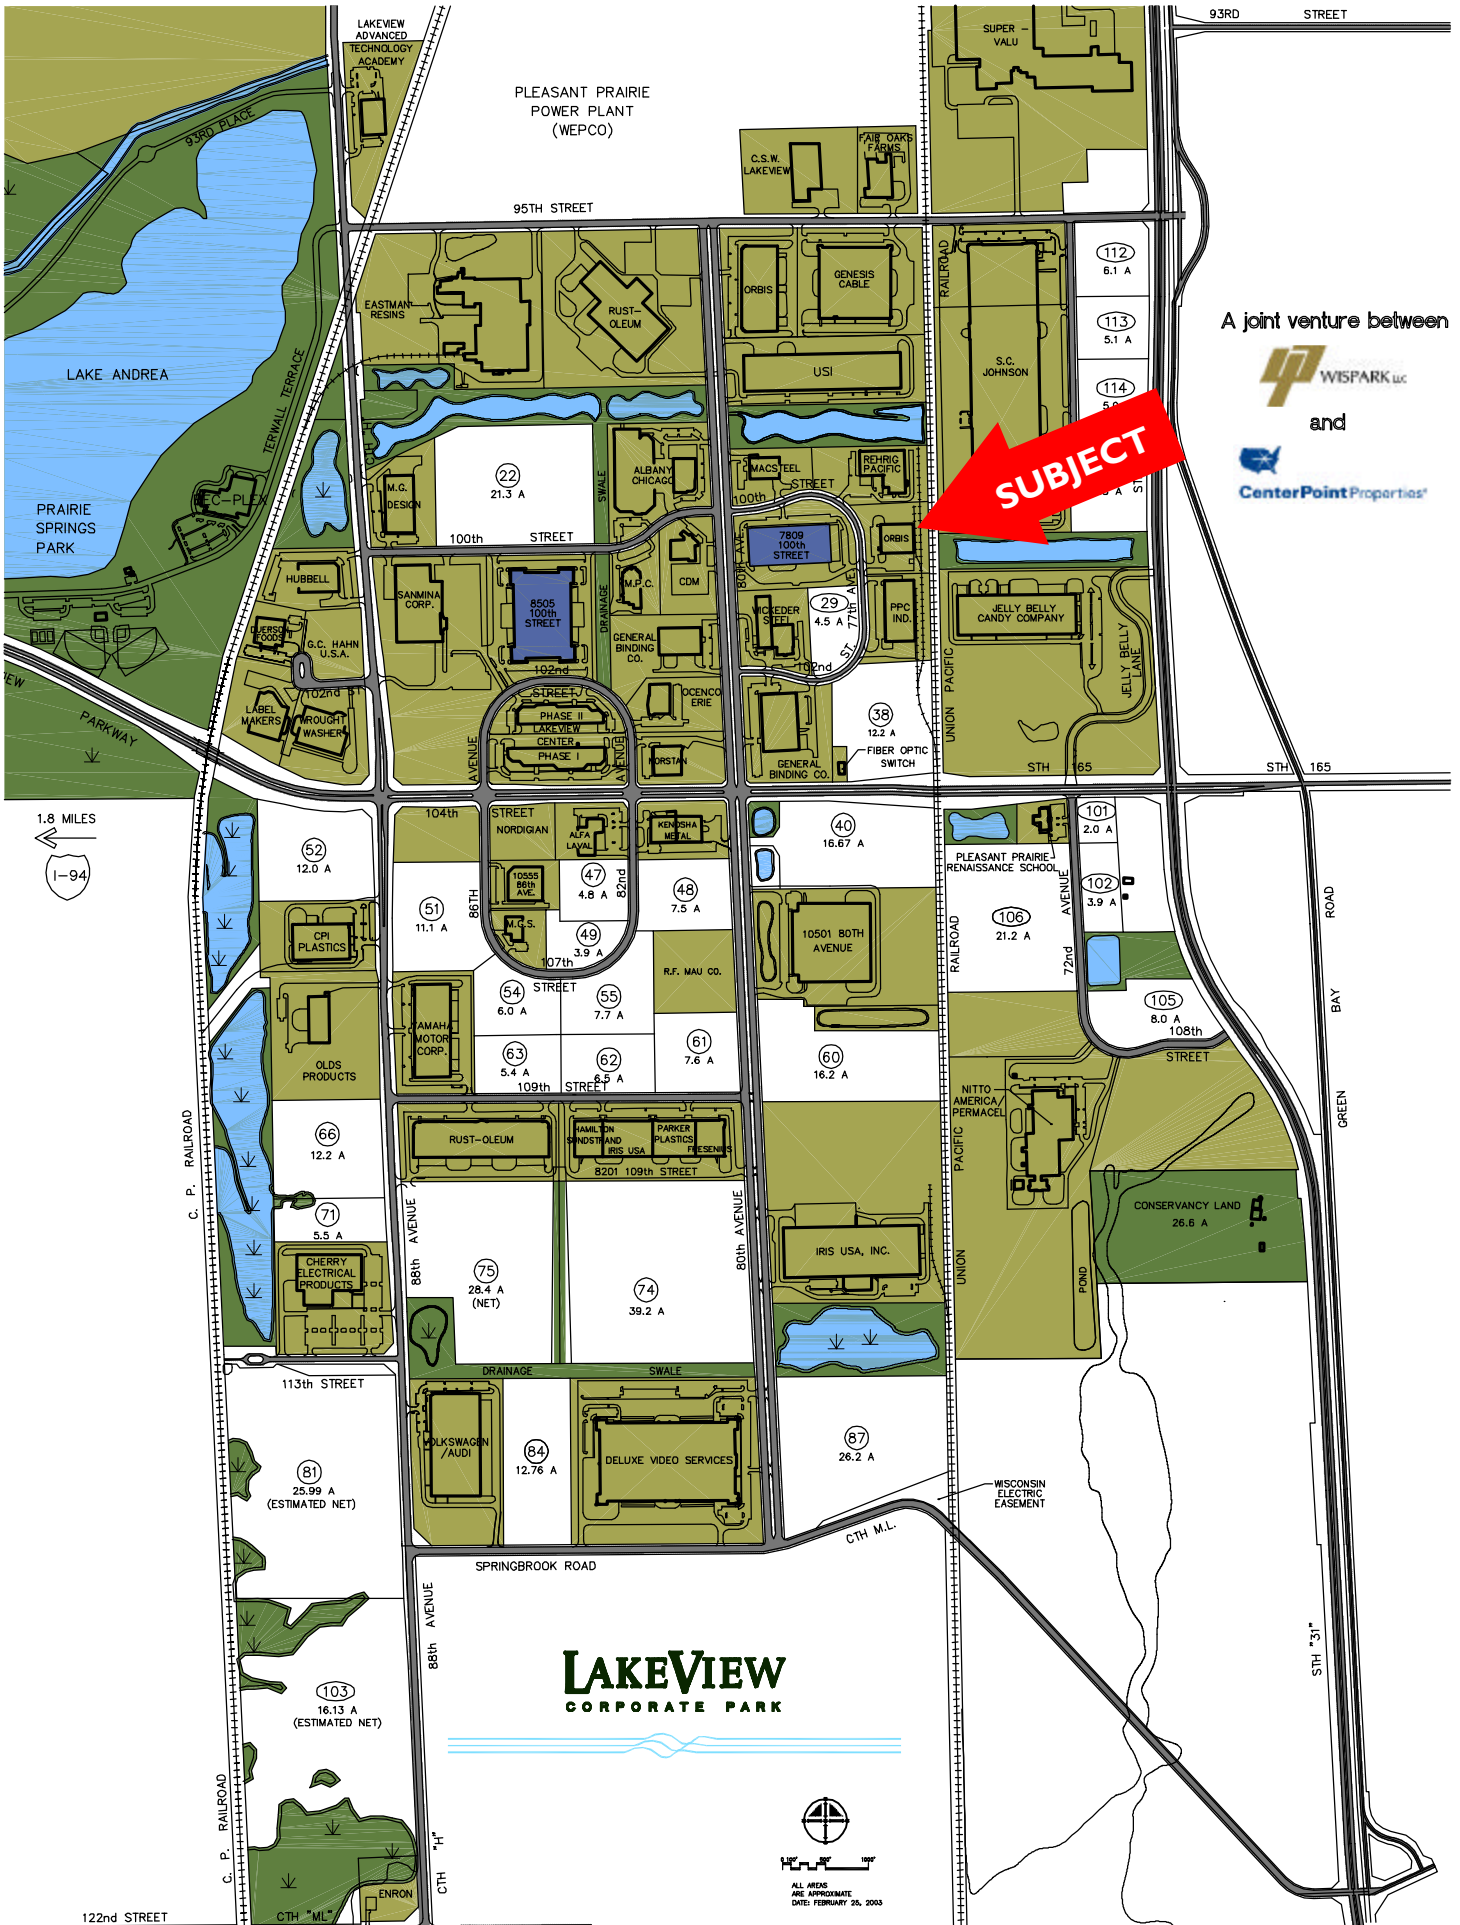 LAKEVIEW
ADVANCED
TECHNOLOGY
ACADEMY
93RD STREET
SUPER -
VALU
PLEASANT PRAIRIE
POWER PLANT
(WEPCO)
93RD PLACE
C.S.W.
LAKEVIEW
FAIR OAKS
FARMS
95TH STREET
EASTMAN
RESINS
RUST-
OLEUM
ORBIS
GENESIS
CABLE
RAILROAD
112
6.1 A
113
5.1 A
114
USI
S.C.
JOHNSON
A joint venture between
WISPARK LLC
and
CenterPoint Properties
LAKE ANDREA
TERWALL TERRACE
CTH H
SUBJECT
22
21.3 A
SWALE
ALBANY
CHICAGO
MACSTEEL
REHRIG
PACIFIC
100th STREET
M.G.
DESIGN
REC-PLEX
PRAIRIE
SPRINGS
PARK
100th STREET
7809
100th
STREET
ORBIS
80th AVE.
HUBBELL
SANMINA
CORP.
8505
100th
STREET
DRAINAGE
M.P.C.
CDM
VICKEDER
STEEL
29
4.5 A
77th AVE.
PPC
IND.
JELLY BELLY
CANDY COMPANY
JELLY BELLY
LANE
G.C. HAHN
U.S.A.
GENERAL
BINDING
CO.
102nd ST.
102nd
STREET
102nd ST
OCENCO
ERIE
LABEL
MAKERS
WROUGHT
WASHER
PHASE II
LAKEVIEW
CENTER
PHASE I
AVENUE
AVENUE
NORSTAN
GENERAL
BINDING CO.
38
12.2 A
FIBER OPTIC
SWITCH
UNION PACIFIC
STH 165
STH 165
PARKWAY
1.8 MILES
I-94
104th STREET
NORDIGIAN
ALFA
LAVAL
KENOSHA
METAL
40
16.67 A
101
2.0 A
PLEASANT PRAIRIE
RENAISSANCE SCHOOL
52
12.0 A
10555
86th
AVE.
47
4.8 A
82nd
48
7.5 A
102
3.9 A
86TH
51
11.1 A
M.G.S.
49
3.9 A
CPI
PLASTICS
10501 80TH
AVENUE
106
21.2 A
AVENUE
72nd
ROAD
BAY
GREEN
107th
STREET
R.F. MAU CO.
RAILROAD
54
6.0 A
55
7.7 A
105
8.0 A
108th
STREET
YAMAHA
MOTOR
CORP.
63
5.4 A
62
6.5 A
61
7.6 A
60
16.2 A
OLDS
PRODUCTS
109th STREET
NITTO
AMERICA/
PERMACEL
C. P. RAILROAD
66
12.2 A
RUST-OLEUM
HAMILTON
SUNDSTRAND
IRIS USA
PARKER
PLASTICS
FRESENIUS
8201 109th STREET
UNION PACIFIC
71
5.5 A
88th AVENUE
80th AVENUE
CONSERVANCY LAND
26.6 A
CHERRY
ELECTRICAL
PRODUCTS
75
28.4 A
(NET)
74
39.2 A
IRIS USA, INC.
POND
113th STREET
DRAINAGE SWALE
VOLKSWAGEN
/AUDI
84
12.76 A
DELUXE VIDEO SERVICES
87
26.2 A
81
25.99 A
(ESTIMATED NET)
WISCONSIN
ELECTRIC
EASEMENT
CTH M.L.
SPRINGBROOK ROAD
88th AVENUE
STH "31"
LAKEVIEW
CORPORATE PARK
103
16.13 A
(ESTIMATED NET)
C. P. RAILROAD
0 100' 500' 1000'
ALL AREAS
ARE APPROXIMATE
DATE: FEBRUARY 25, 2003
CTH "H"
ENRON
122nd STREET
CTH "ML"